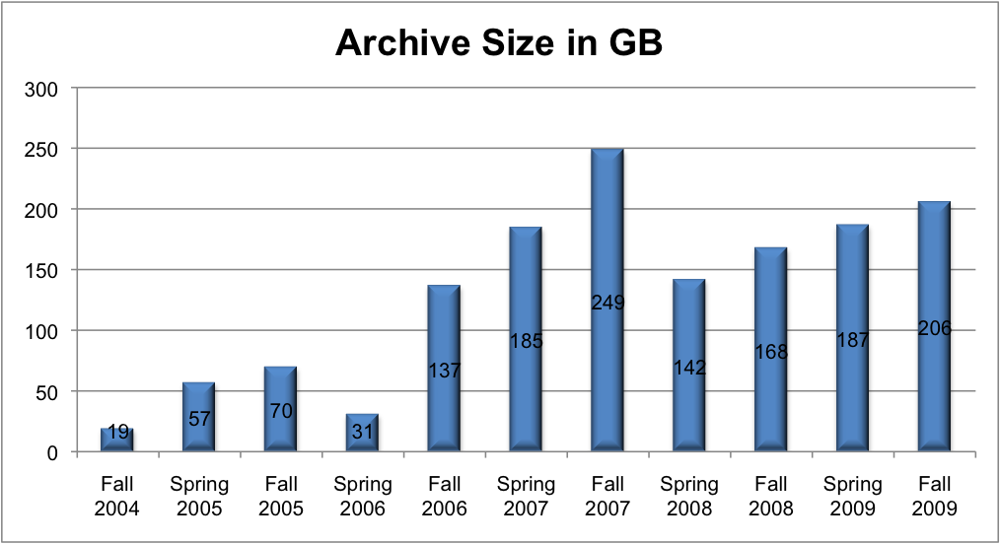 Archive Size in GB
300
250
200
150
100
50
0
19
57
70
31
137
185
249
142
168
187
206
Fall 2004
Spring 2005
Fall 2005
Spring 2006
Fall 2006
Spring 2007
Fall 2007
Spring 2008
Fall 2008
Spring 2009
Fall 2009